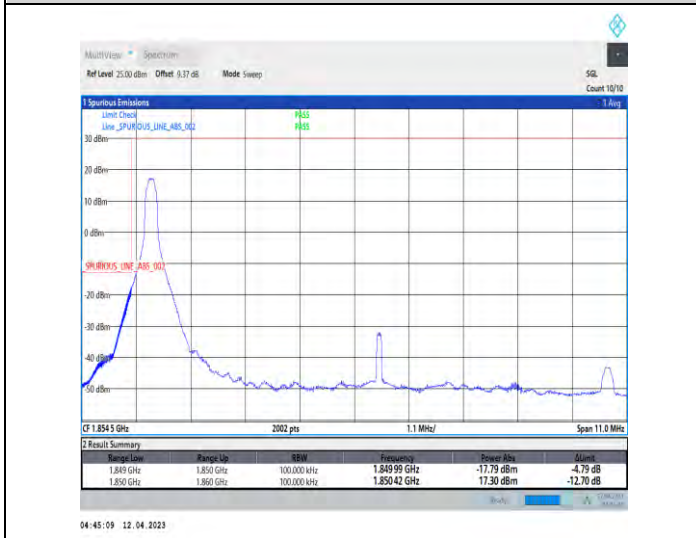 MultiView Spectrum
Ref Level 25.00 dBm Offset 9.37 dB Mode Sweep SGL
Count 10/10
1 Spurious Emissions 1 Avg
Limit Check PASS
Line _SPURIOUS_LINE_ABS_002 PASS
30 dBm
20 dBm
10 dBm
0 dBm
_SPURIOUS_LINE_ABS_002
-20 dBm
-30 dBm
-40 dBm
-50 dBm
CF 1.854 5 GHz 2002 pts 1.1 MHz/ Span 11.0 MHz
2 Result Summary
Range Low Range Up RBW Frequency Power Abs ΔLimit
1.849 GHz 1.850 GHz 100.000 kHz 1.849 99 GHz -17.79 dBm -4.79 dB
1.850 GHz 1.860 GHz 100.000 kHz 1.850 42 GHz 17.30 dBm -12.70 dB
04:45:09 12.04.2023